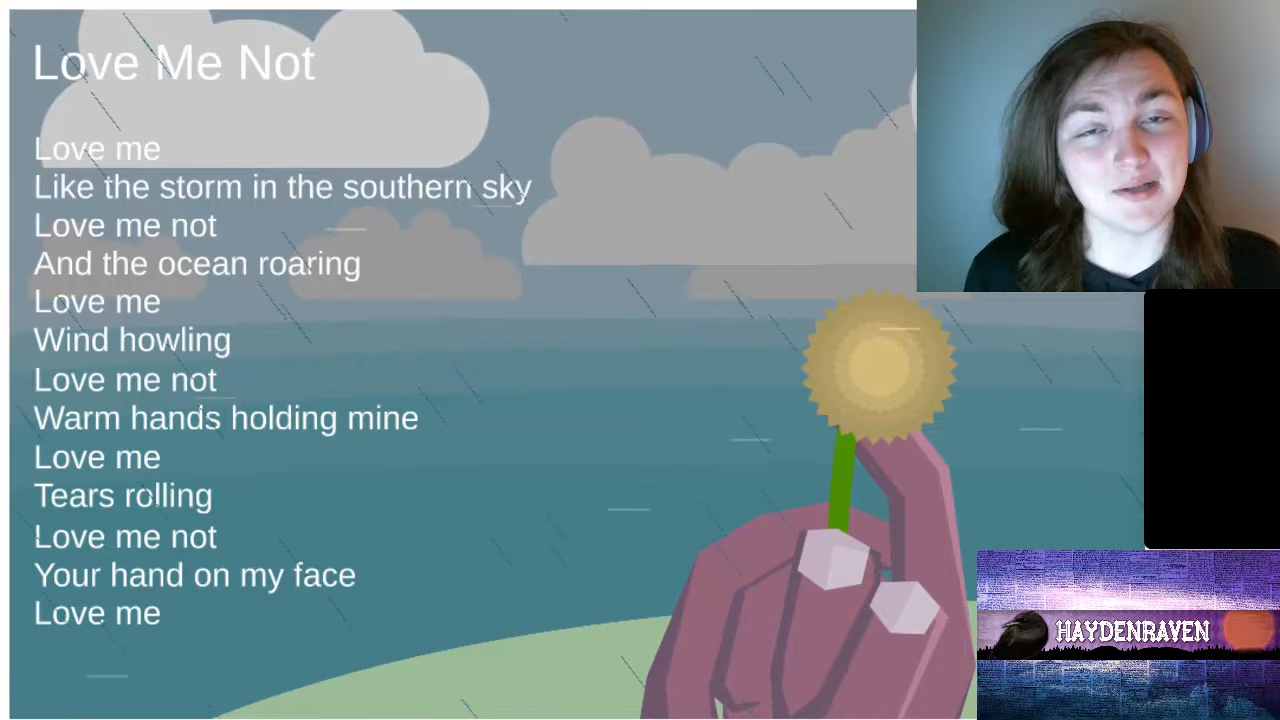 Love Me Not
Love me
Like the storm in the southern sky
Love me not
And the ocean roaring
Love me
Wind howling
Love me not
Warm hands holding mine
Love me
Tears rolling
Love me not
Your hand on my face
Love me
HAYDENRAVEN